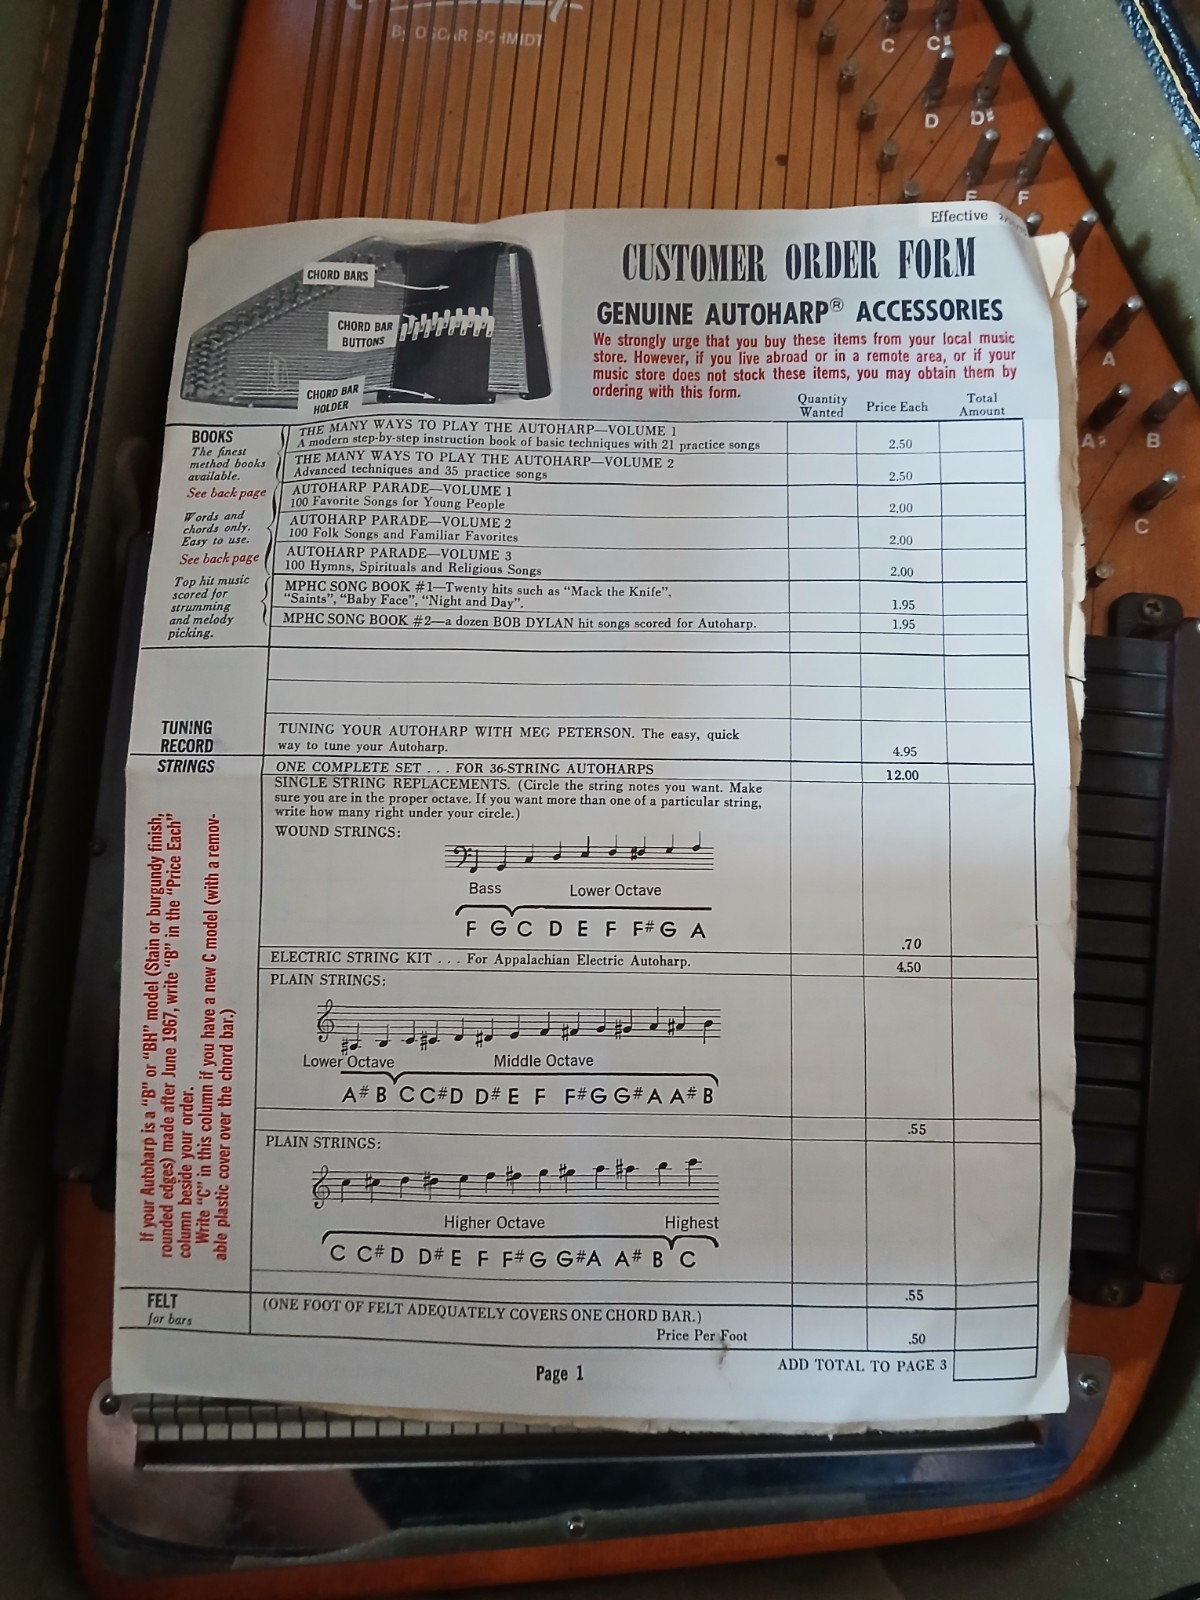 By OSCAR SCHMIDT
C C#
D D#
E F
A
A# B
C
Effective
CUSTOMER ORDER FORM
GENUINE AUTOHARP® ACCESSORIES
We strongly urge that you buy these items from your local music
store. However, if you live abroad or in a remote area, or if your
music store does not stock these items, you may obtain them by
ordering with this form.
CHORD BARS
CHORD BAR
BUTTONS
CHORD BAR
HOLDER
Quantity
Wanted
Price Each
Total
Amount
BOOKS
The finest
method books
available.
See back page
THE MANY WAYS TO PLAY THE AUTOHARP—VOLUME 1
A modern step-by-step instruction book of basic techniques with 21 practice songs
2.50
THE MANY WAYS TO PLAY THE AUTOHARP—VOLUME 2
Advanced techniques and 35 practice songs
2.50
Words and
chords only.
Easy to use.
See back page
AUTOHARP PARADE—VOLUME 1
100 Favorite Songs for Young People
2.00
AUTOHARP PARADE—VOLUME 2
100 Folk Songs and Familiar Favorites
2.00
AUTOHARP PARADE—VOLUME 3
100 Hymns, Spirituals and Religious Songs
2.00
Top hit music
scored for
strumming
and melody
picking.
MPHC SONG BOOK #1—Twenty hits such as “Mack the Knife”,
“Saints”, “Baby Face”, “Night and Day”.
1.95
MPHC SONG BOOK #2—a dozen BOB DYLAN hit songs scored for Autoharp.
1.95
TUNING
RECORD
TUNING YOUR AUTOHARP WITH MEG PETERSON. The easy, quick
way to tune your Autoharp.
4.95
STRINGS
ONE COMPLETE SET . . . FOR 36-STRING AUTOHARPS
12.00
SINGLE STRING REPLACEMENTS. (Circle the string notes you want. Make
sure you are in the proper octave. If you want more than one of a particular string,
write how many right under your circle.)
WOUND STRINGS:
Bass Lower Octave
F G C D E F F# G A
.70
ELECTRIC STRING KIT . . . For Appalachian Electric Autoharp.
4.50
PLAIN STRINGS:
Lower Octave Middle Octave
A# B C C# D D# E F F# G G# A A# B
.55
PLAIN STRINGS:
Higher Octave Highest
C C# D D# E F F# G G# A A# B C
.55
If your Autoharp is a “B” or “BH” model (Stain or burgundy finish,
rounded edges) made after June 1967, write “B” in the “Price Each”
column beside your order.
Write “C” in this column if you have a new C model (with a remov-
able plastic cover over the chord bar.)
FELT
for bars
(ONE FOOT OF FELT ADEQUATELY COVERS ONE CHORD BAR.)
Price Per Foot
.50
Page 1
ADD TOTAL TO PAGE 3